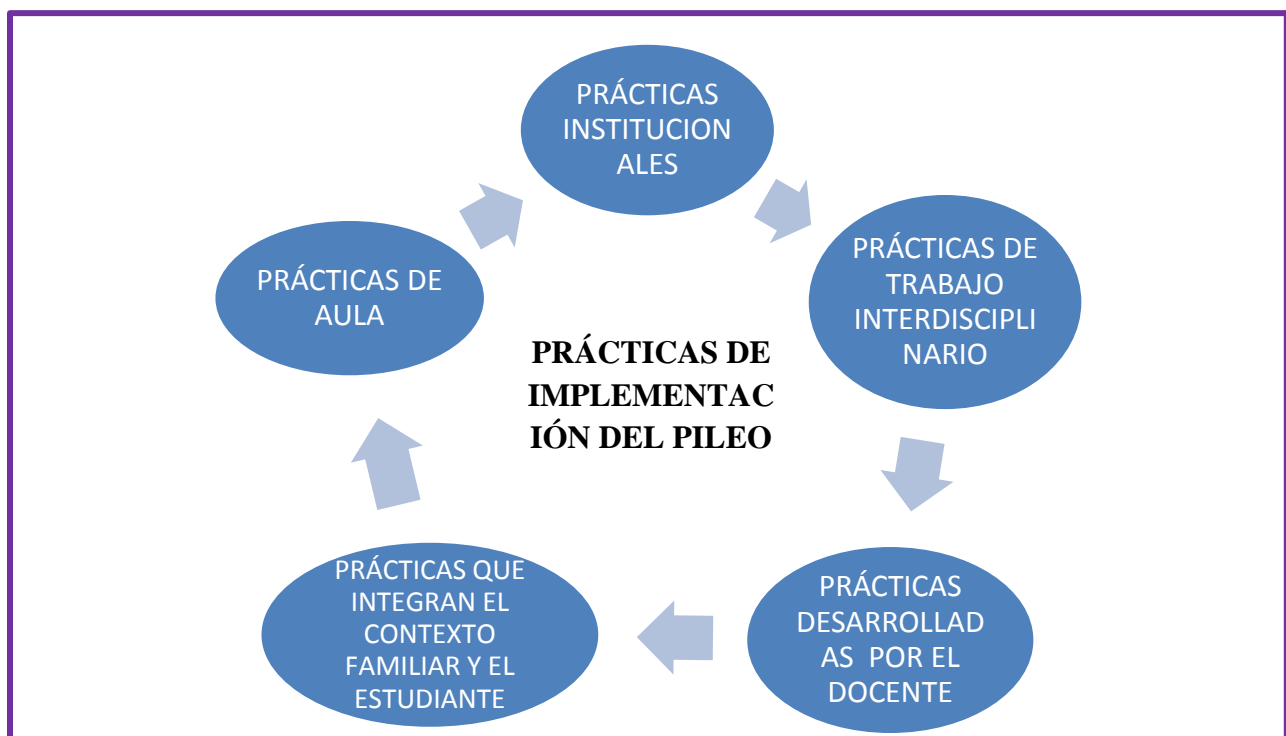 PRÁCTICAS
INSTITUCION
ALES
PRÁCTICAS DE
TRABAJO
INTERDISCIPLI
NARIO
PRÁCTICAS
DESARROLLAD
AS  POR EL
DOCENTE
PRÁCTICAS QUE
INTEGRAN EL
CONTEXTO
FAMILIAR Y EL
ESTUDIANTE
PRÁCTICAS DE
AULA
PRÁCTICAS DE
IMPLEMENTAC
IÓN DEL PILEO